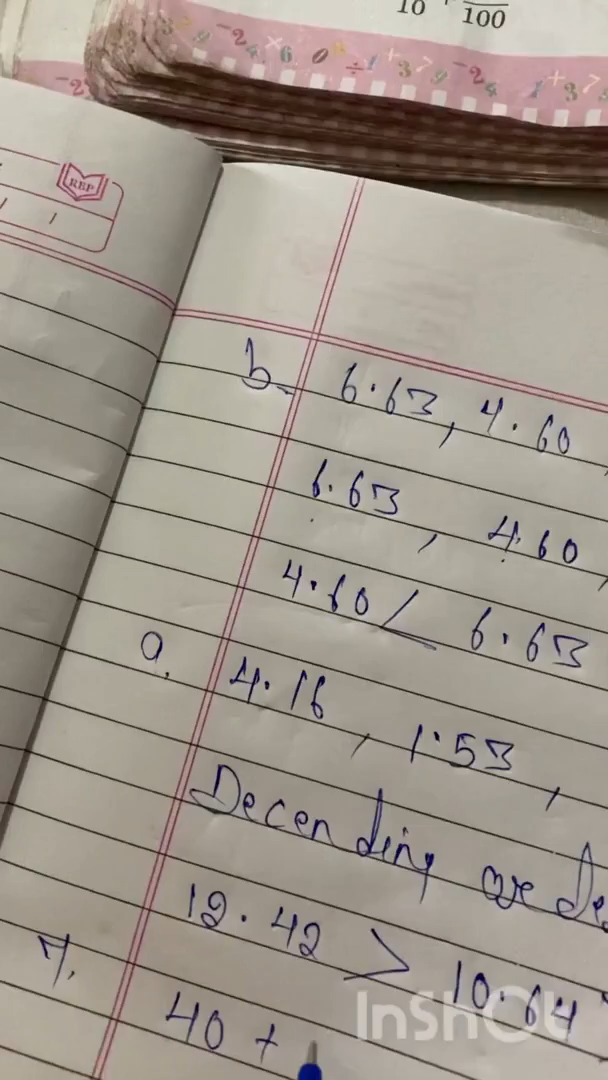 10 + 
100
REP
b. 6.63, 4.60,
6.63, 4.60,
4.60 < 6.63
a. 4.16, 1.53,
Decending
12.42 > 10.64
7.
40 +
InShOt